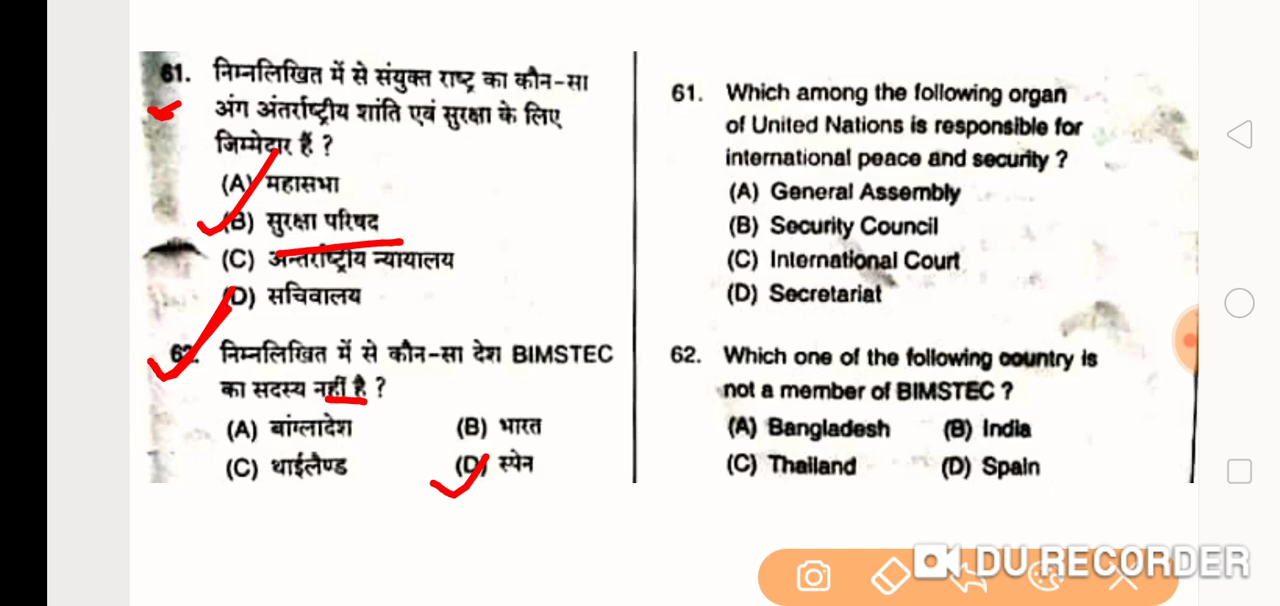 61. निम्नलिखित में से संयुक्त राष्ट्र का कौन-सा
अंग अंतर्राष्ट्रीय शांति एवं सुरक्षा के लिए
जिम्मेदार हैं ?
(A) महासभा
(B) सुरक्षा परिषद
(C) अन्तर्राष्ट्रीय न्यायालय
(D) सचिवालय
62. निम्नलिखित में से कौन-सा देश BIMSTEC
का सदस्य नहीं है ?
(A) बांग्लादेश (B) भारत
(C) थाईलैण्ड (D) स्पेन
61. Which among the following organ
of United Nations is responsible for
international peace and security ?
(A) General Assembly
(B) Security Council
(C) International Court
(D) Secretariat
62. Which one of the following country is
not a member of BIMSTEC ?
(A) Bangladesh (B) India
(C) Thailand (D) Spain
DU RECORDER